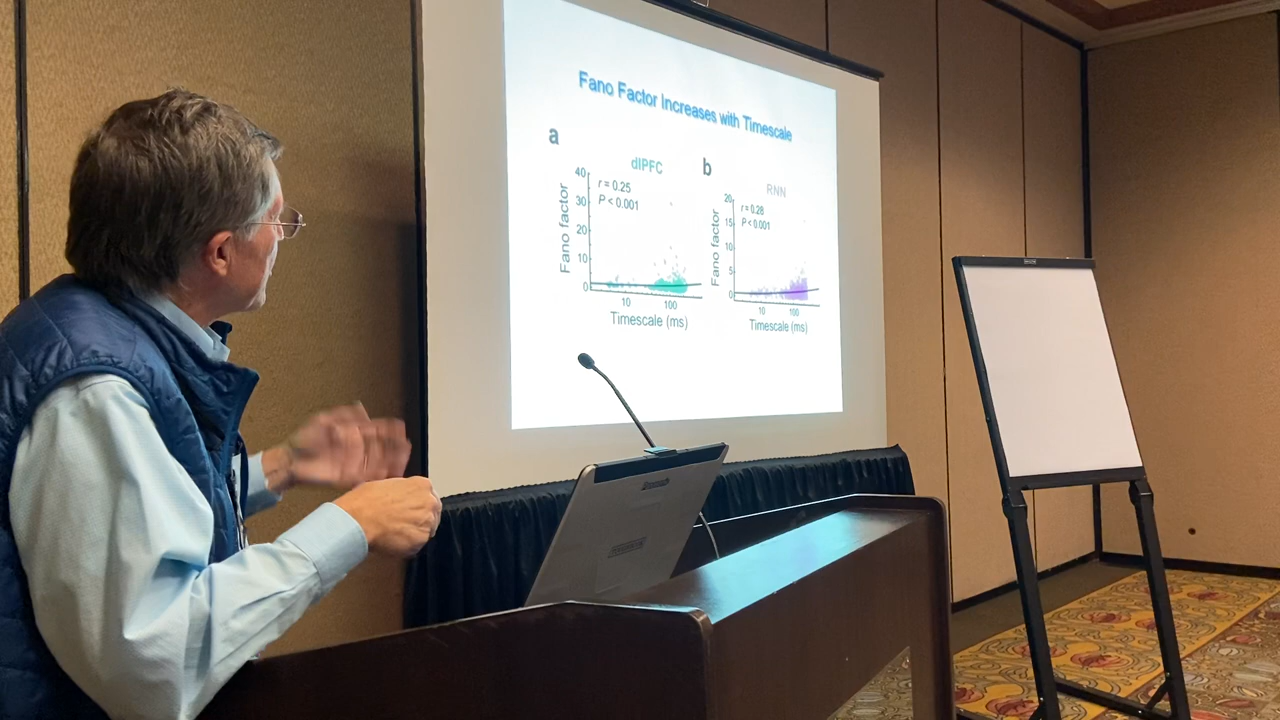 Fano Factor Increases with Timescale
a
dlPFC
r = 0.25
P < 0.001
Fano factor
40
30
20
10
0
10 100
Timescale (ms)
b
RNN
r = 0.28
P < 0.001
Fano factor
20
15
10
5
0
10 100
Timescale (ms)